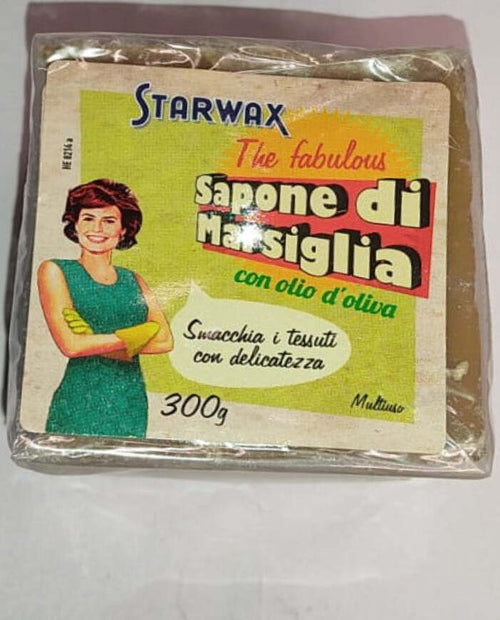 STARWAX
The fabulous
Sapone di
Marsiglia
con olio d'oliva
Smacchia i tessuti
con delicatezza
300g
Multiuso